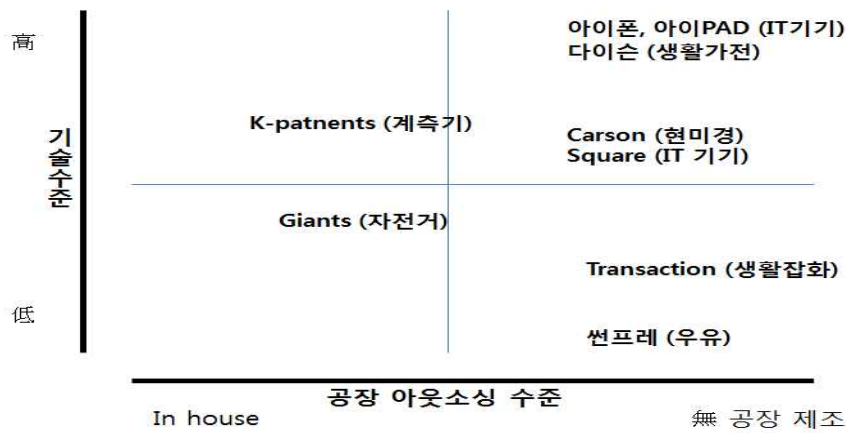 高
아이폰, 아이PAD (IT기기)
다이슨 (생활가전)
K-patnents (계측기)
Carson (현미경)
Square (IT 기기)
기술수준
Giants (자전거)
Transaction (생활잡화)
低
썬프레 (우유)
공장 아웃소싱 수준
In house
無 공장 제조